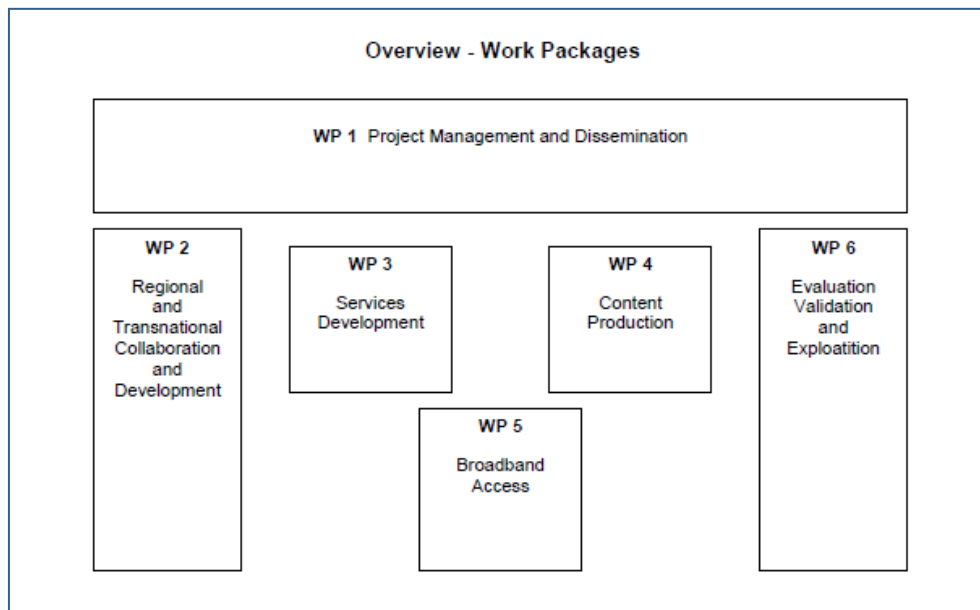 Overview - Work Packages
WP 1 Project Management and Dissemination
WP 2
Regional
and
Transnational
Collaboration
and
Development
WP 3
Services
Development
WP 4
Content
Production
WP 5
Broadband
Access
WP 6
Evaluation
Validation
and
Exploatition